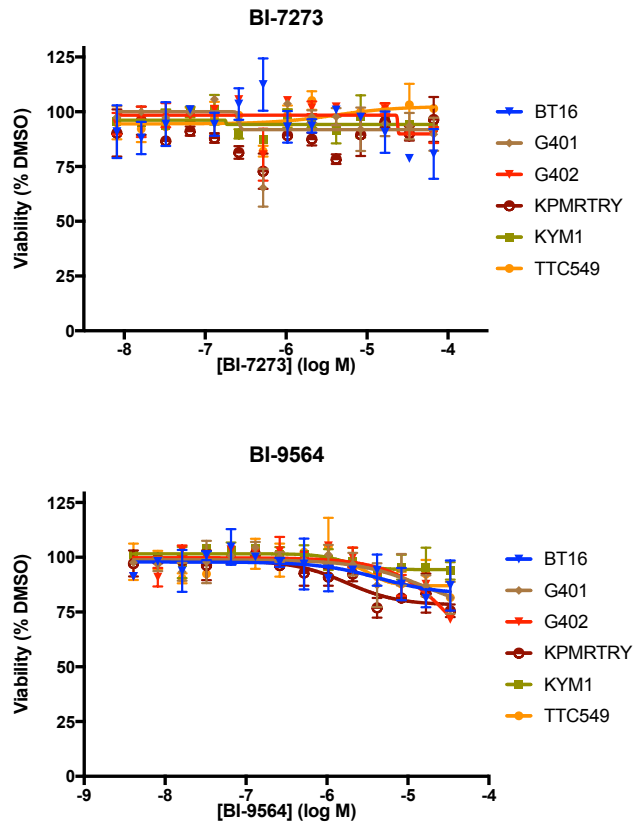 BI-7273
Viability (% DMSO)
125
100
75
50
25
0
-8
-7
-6
-5
-4
[BI-7273] (log M)
BT16
G401
G402
KPMRTRY
KYM1
TTC549
BI-9564
Viability (% DMSO)
125
100
75
50
25
0
-9
-8
-7
-6
-5
-4
[BI-9564] (log M)
BT16
G401
G402
KPMRTRY
KYM1
TTC549